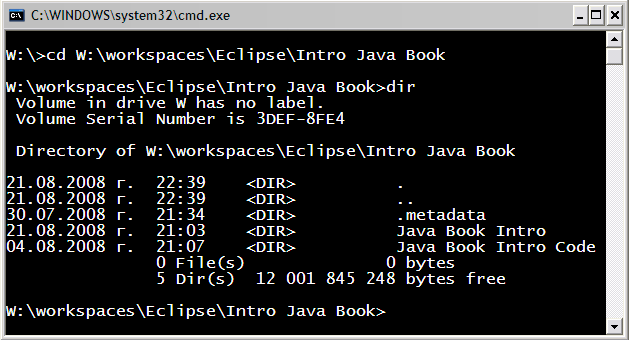 C:\WINDOWS\system32\cmd.exe
W:\>cd W:\workspaces\Eclipse\Intro Java Book
W:\workspaces\Eclipse\Intro Java Book>dir
 Volume in drive W has no label.
 Volume Serial Number is 3DEF-8FE4
 Directory of W:\workspaces\Eclipse\Intro Java Book
21.08.2008 г.  22:39    <DIR>          .
21.08.2008 г.  22:39    <DIR>          ..
30.07.2008 г.  21:34    <DIR>          .metadata
21.08.2008 г.  21:03    <DIR>          Java Book Intro
04.08.2008 г.  21:07    <DIR>          Java Book Intro Code
               0 File(s)              0 bytes
               5 Dir(s)  12 001 845 248 bytes free
W:\workspaces\Eclipse\Intro Java Book>